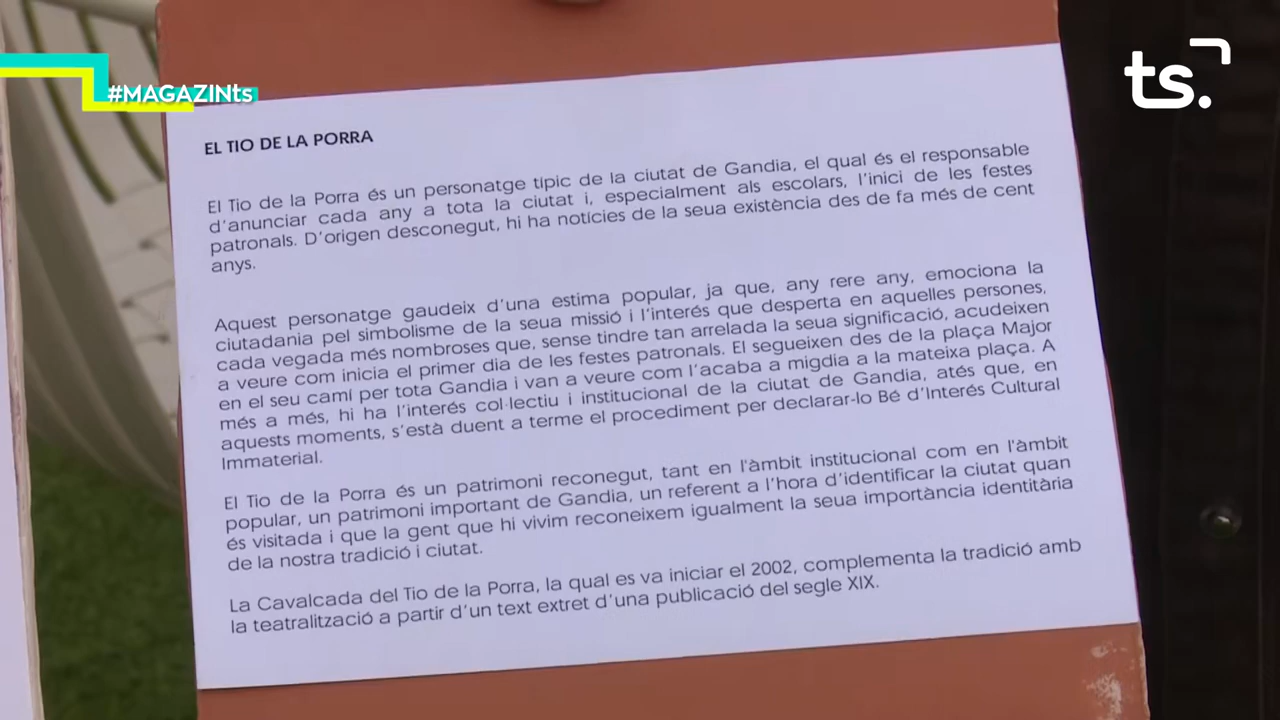 #MAGAZINts
ts.
EL TIO DE LA PORRA
El Tio de la Porra és un personatge típic de la ciutat de Gandia, el qual és el responsable
d'anunciar cada any a tota la ciutat i, especialment als escolars, l'inici de les festes
patronals. D'origen desconegut, hi ha notícies de la seua existència des de fa més de cent
anys.
Aquest personatge gaudeix d'una estima popular, ja que, any rere any, emociona la
ciutadania pel simbolisme de la seua missió i l'interés que desperta en aquelles persones,
cada vegada més nombroses que, sense tindre tan arrelada la seua significació, acudeixen
a veure com inicia el primer dia de les festes patronals. El segueixen des de la plaça Major
en el seu camí per tota Gandia i van a veure com l'acaba a migdia a la mateixa plaça. A
més a més, hi ha l'interés col·lectiu i institucional de la ciutat de Gandia, atés que, en
aquests moments, s'està duent a terme el procediment per declarar-lo Bé d'Interés Cultural
Immaterial.
El Tio de la Porra és un patrimoni reconegut, tant en l'àmbit institucional com en l'àmbit
popular, un patrimoni important de Gandia, un referent a l'hora d'identificar la ciutat quan
és visitada i que la gent que hi vivim reconeixem igualment la seua importància identitària
de la nostra tradició i ciutat.
La Cavalcada del Tio de la Porra, la qual es va iniciar el 2002, complementa la tradició amb
la teatralització a partir d'un text extret d'una publicació del segle XIX.